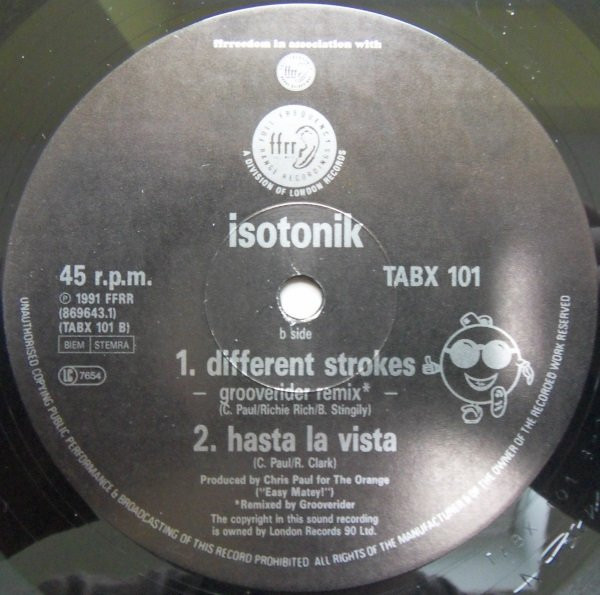 ffrreedom in association with
ffrr
FULL FREQUENCY
ffrr
RANGE RECORDINGS
A DIVISION OF LONDON RECORDS
isotonik
45 r.p.m.
TABX 101
℗ 1991 FFRR
(869643.1)
(TABX 101 B)
BIEM STEMRA
LC 7654
b side
1. different strokes
– grooverider remix* –
(C. Paul/Richie Rich/B. Stingily)
2. hasta la vista
(C. Paul/R. Clark)
Produced by Chris Paul for The Orange
("Easy Matey!")
*Remixed by Grooverider
The copyright in this sound recording
is owned by London Records 90 Ltd.
UNAUTHORISED COPYING PUBLIC PERFORMANCE & BROADCASTING OF THIS RECORD PROHIBITED ALL RIGHTS OF THE MANUFACTURER & OF THE OWNER OF THE RECORDED WORK RESERVED